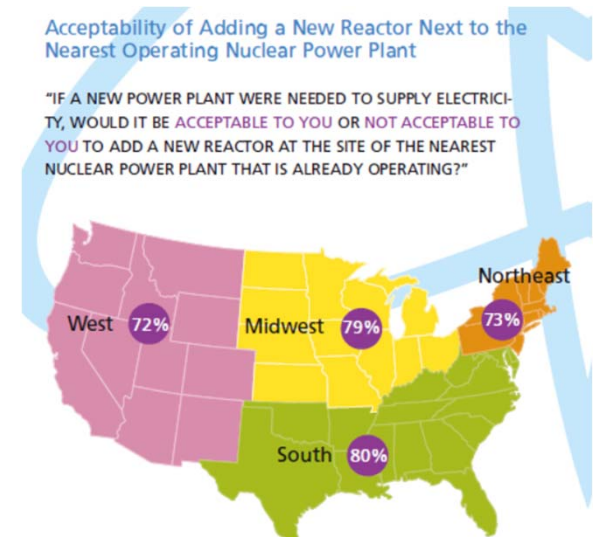 Acceptability of Adding a New Reactor Next to the
Nearest Operating Nuclear Power Plant
“IF A NEW POWER PLANT WERE NEEDED TO SUPPLY ELECTRICI-
TY, WOULD IT BE ACCEPTABLE TO YOU OR NOT ACCEPTABLE TO
YOU TO ADD A NEW REACTOR AT THE SITE OF THE NEAREST
NUCLEAR POWER PLANT THAT IS ALREADY OPERATING?”
Northeast
West 72%
Midwest 79%
73%
South 80%